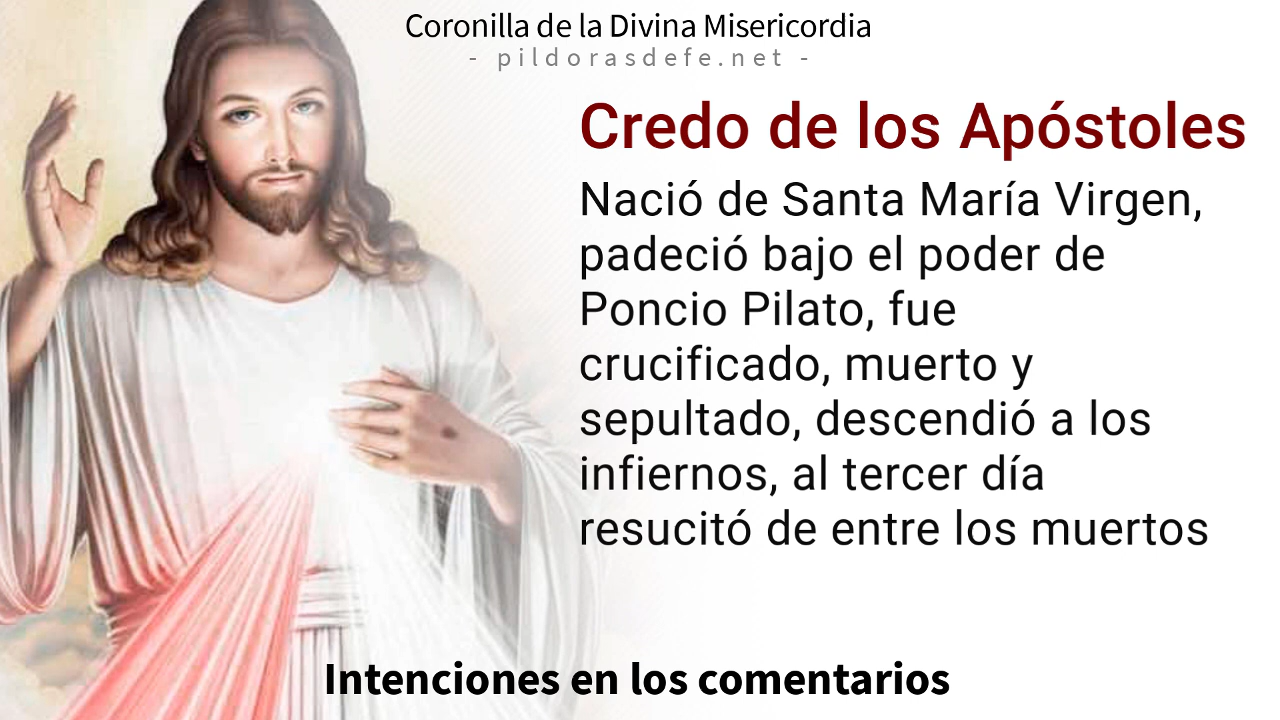 Coronilla de la Divina Misericordia
- pildorasdefe.net -
Credo de los Apóstoles
Nació de Santa María Virgen,
padeció bajo el poder de
Poncio Pilato, fue
crucificado, muerto y
sepultado, descendió a los
infiernos, al tercer día
resucitó de entre los muertos
Intenciones en los comentarios